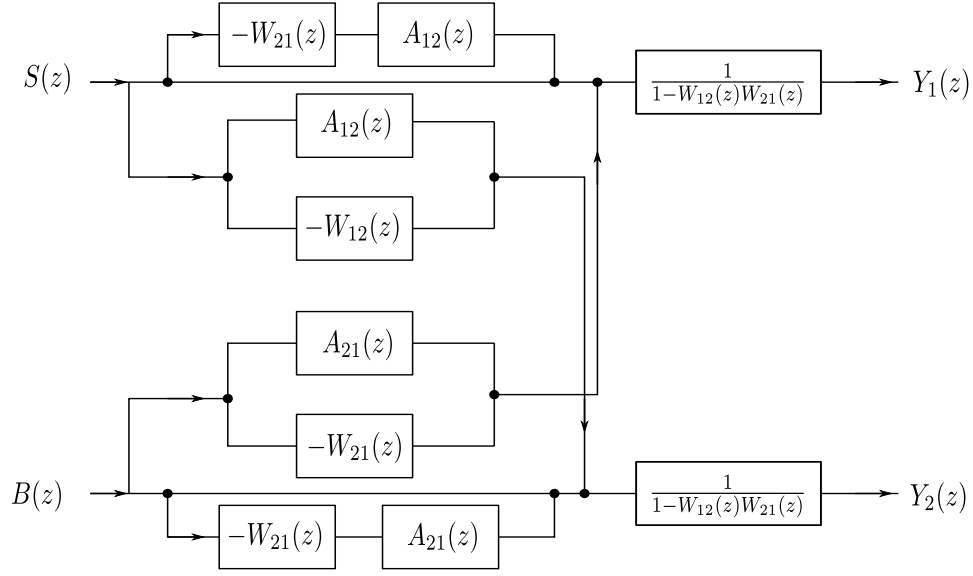 −W₂₁(z) A₁₂(z)
S(z) 1/(1−W₁₂(z)W₂₁(z)) Y₁(z)
A₁₂(z)
−W₁₂(z)
A₂₁(z)
−W₂₁(z)
B(z) 1/(1−W₁₂(z)W₂₁(z)) Y₂(z)
−W₂₁(z) A₂₁(z)